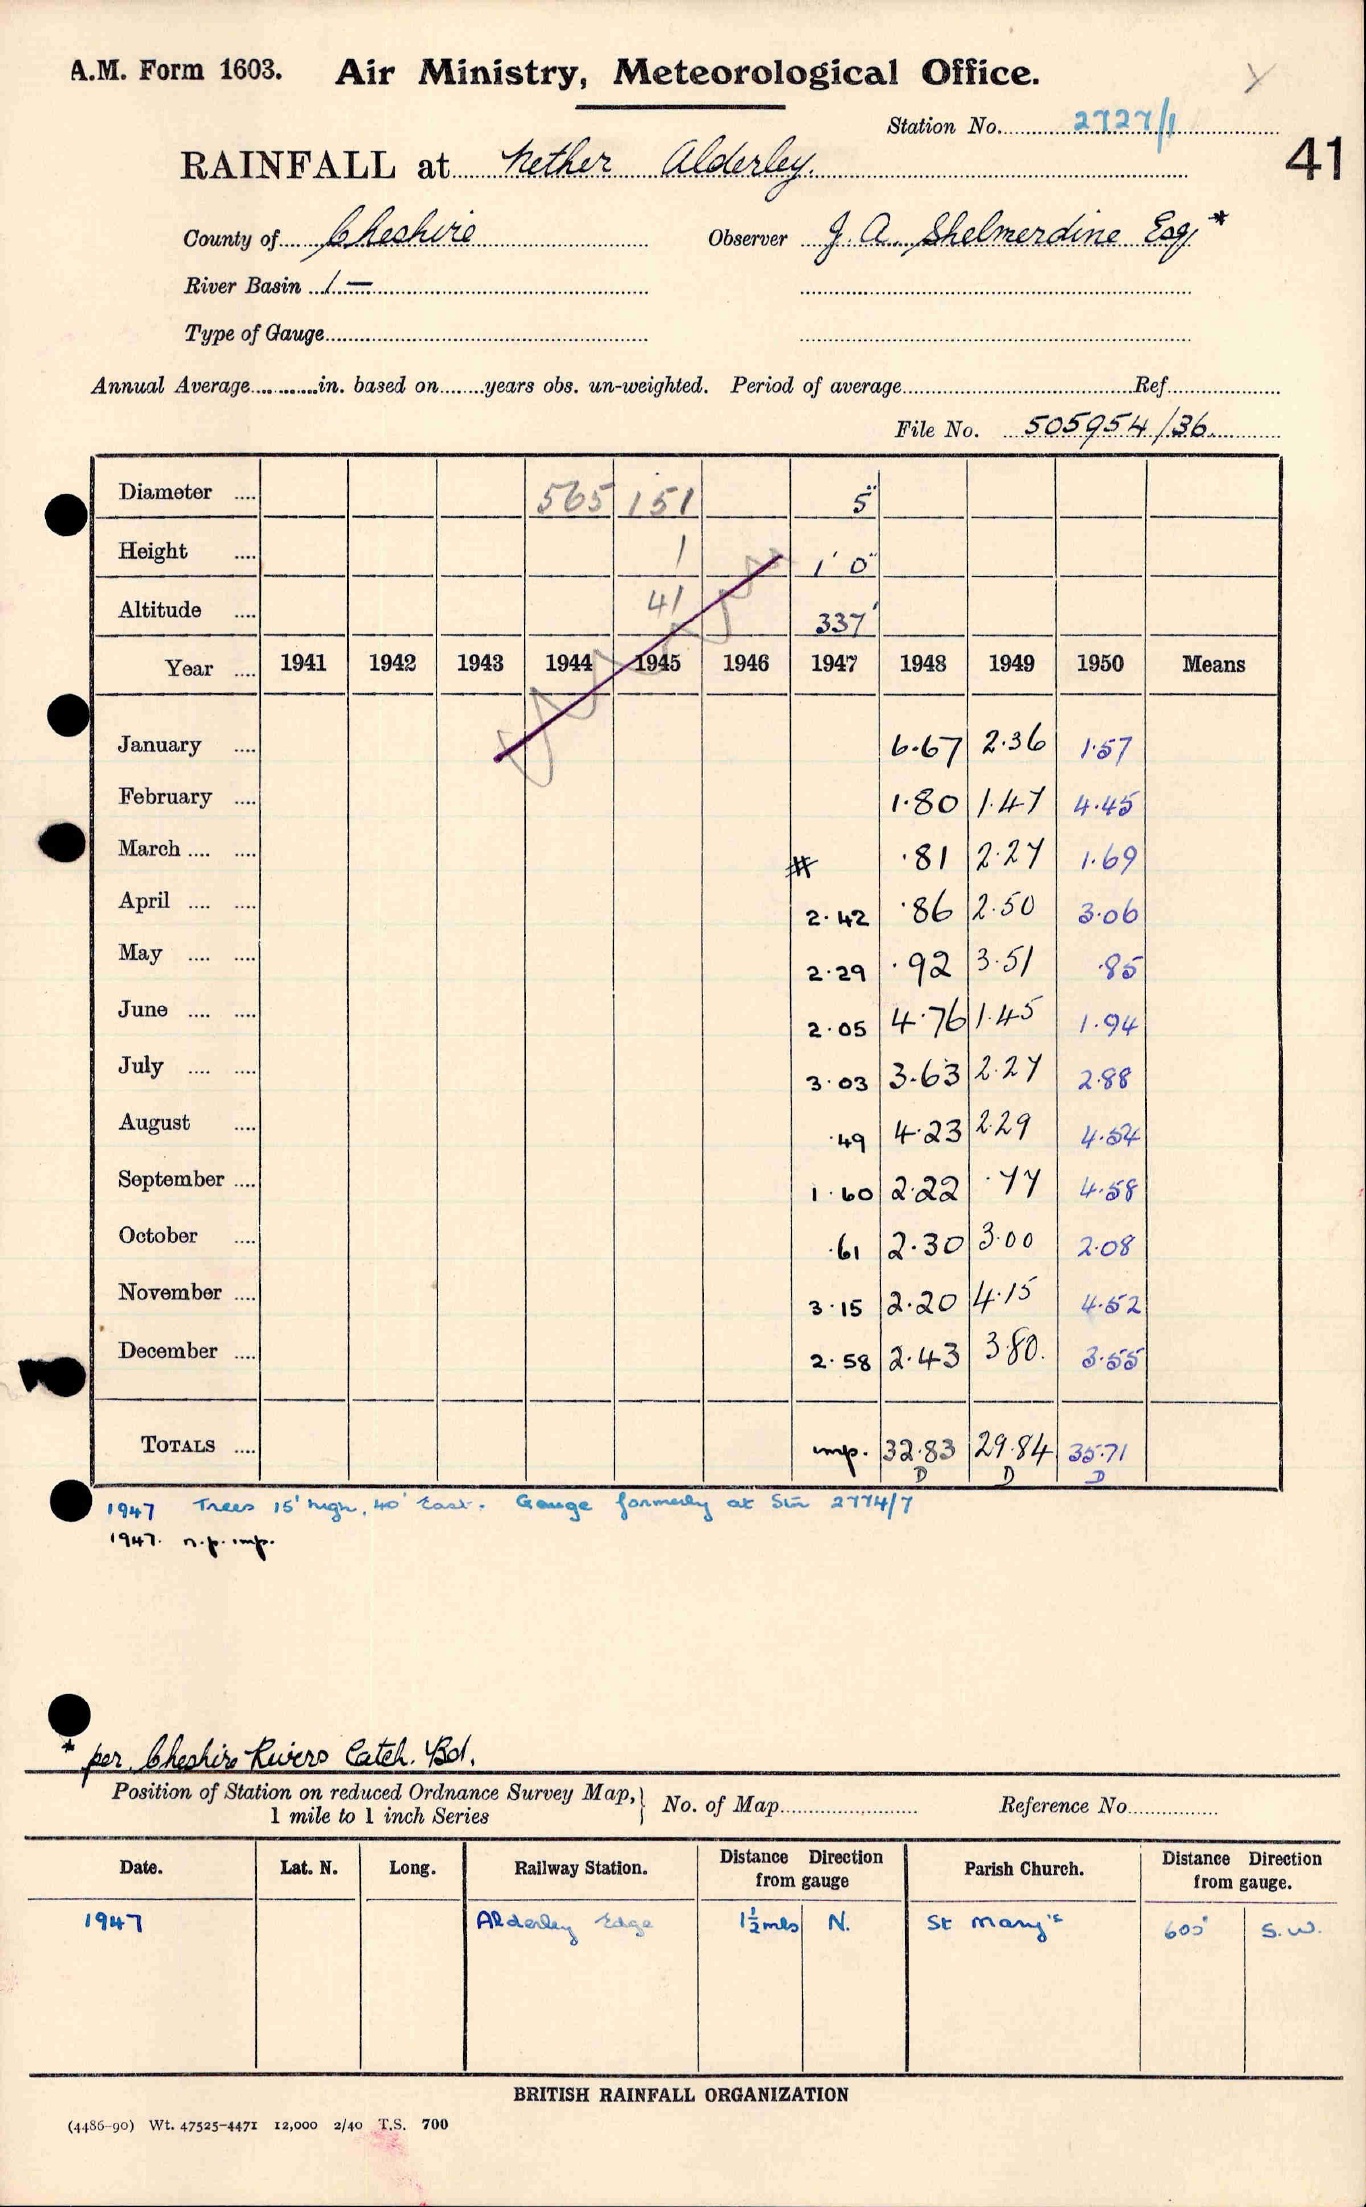 A.M. Form 1603. Air Ministry, Meteorological Office.
Station No. 2727/1
41
RAINFALL at Nether Alderley.
County of Cheshire Observer J. A. Shelmerdine Esq *
River Basin 1 —
Type of Gauge
Annual Average in. based on years obs. un-weighted. Period of average Ref
File No. 505954/36.
Diameter 565 151 5"
Height 1 1' 0"
Altitude 41 337'
Year 1941 1942 1943 1944 1945 1946 1947 1948 1949 1950 Means
January 6.67 2.36 1.57
February 1.80 1.47 4.45
March # .81 2.27 1.69
April 2.42 .86 2.50 3.06
May 2.29 .92 3.51 .85
June 2.05 4.76 1.45 1.94
July 3.03 3.63 2.27 2.88
August .49 4.23 2.29 4.54
September 1.60 2.22 .77 4.58
October .61 2.30 3.00 2.08
November 3.15 2.20 4.15 4.52
December 2.58 2.43 3.80. 3.55
TOTALS imp. 32.83 29.84 35.71
D D D
1947 Trees 15' high, 40' East. Gauge formerly at Stn 2774/7
1947. n.p. imp.
* per Cheshire Rivers Catch. Bd.
Position of Station on reduced Ordnance Survey Map, 1 mile to 1 inch Series } No. of Map Reference No
Date. Lat. N. Long. Railway Station. Distance Direction from gauge Parish Church. Distance Direction from gauge.
1947 Alderley Edge 1½ mls N. St Mary's 600' S.W.
BRITISH RAINFALL ORGANIZATION
(4486-90) Wt. 47525-4471 12,000 2/40 T.S. 700